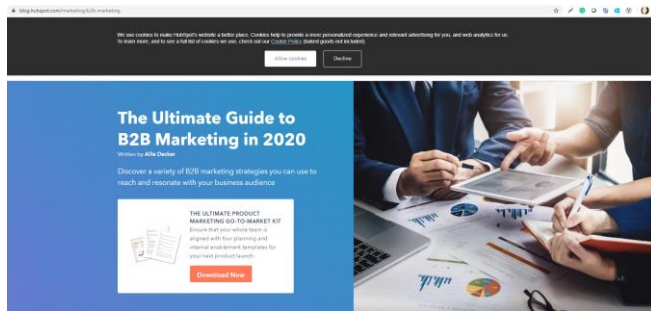 blog.hubspot.com/marketing/b2b-marketing
We use cookies to make HubSpot's website a better place. Cookies help to provide a more personalized experience and relevant advertising for you, and web analytics for us.
To learn more, and to see a full list of cookies we use, check out our Cookie Policy (baked goods not included).
Allow cookies
Decline
The Ultimate Guide to
B2B Marketing in 2020
Written by Allie Decker
Discover a variety of B2B marketing strategies you can use to
reach and resonate with your business audience
THE ULTIMATE PRODUCT
MARKETING GO-TO-MARKET KIT
Ensure that your whole team is
aligned with four planning and
internal enablement templates for
your next product launch.
Download Now